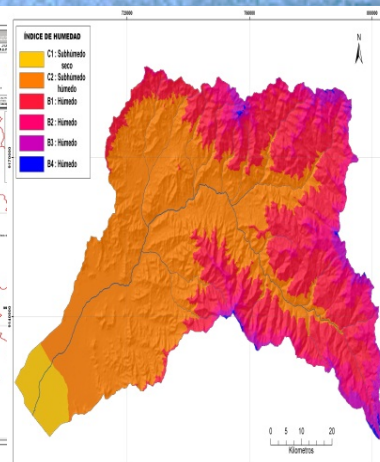 ÍNDICE DE HUMEDAD
C1 : Subhúmedo
seco
C2 : Subhúmedo
húmedo
B1 : Húmedo
B2 : Húmedo
B3 : Húmedo
B4 : Húmedo
N
0 5 10 20
Kilometros